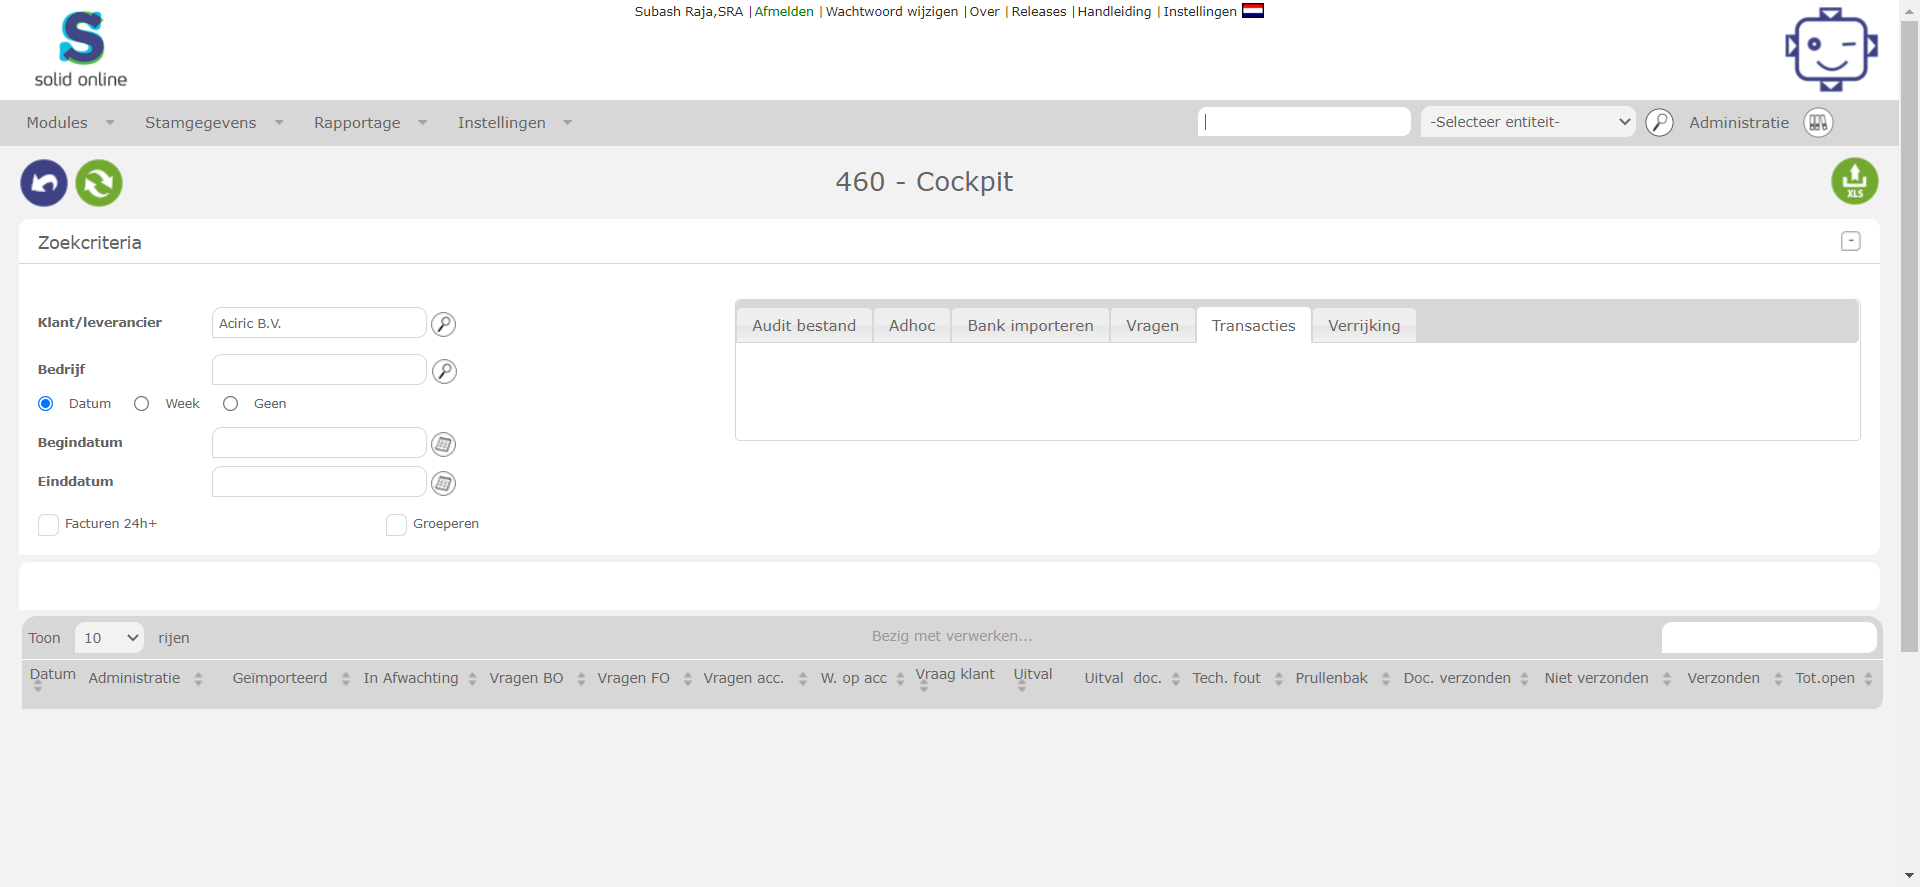 Subash Raja,SRA |Afmelden |Wachtwoord wijzigen |Over |Releases |Handleiding |Instellingen
solid online
Modules Stamgegevens Rapportage Instellingen -Selecteer entiteit- Administratie
460 - Cockpit
XLS
Zoekcriteria
-
Klant/leverancier Aciric B.V.
Audit bestand Adhoc Bank importeren Vragen Transacties Verrijking
Bedrijf
Datum Week Geen
Begindatum
Einddatum
Facturen 24h+ Groeperen
Toon 10 rijen Bezig met verwerken...
Datum Administratie Geïmporteerd In Afwachting Vragen BO Vragen FO Vragen acc. W. op acc Vraag klant Uitval Uitval doc. Tech. fout Prullenbak Doc. verzonden Niet verzonden Verzonden Tot.open